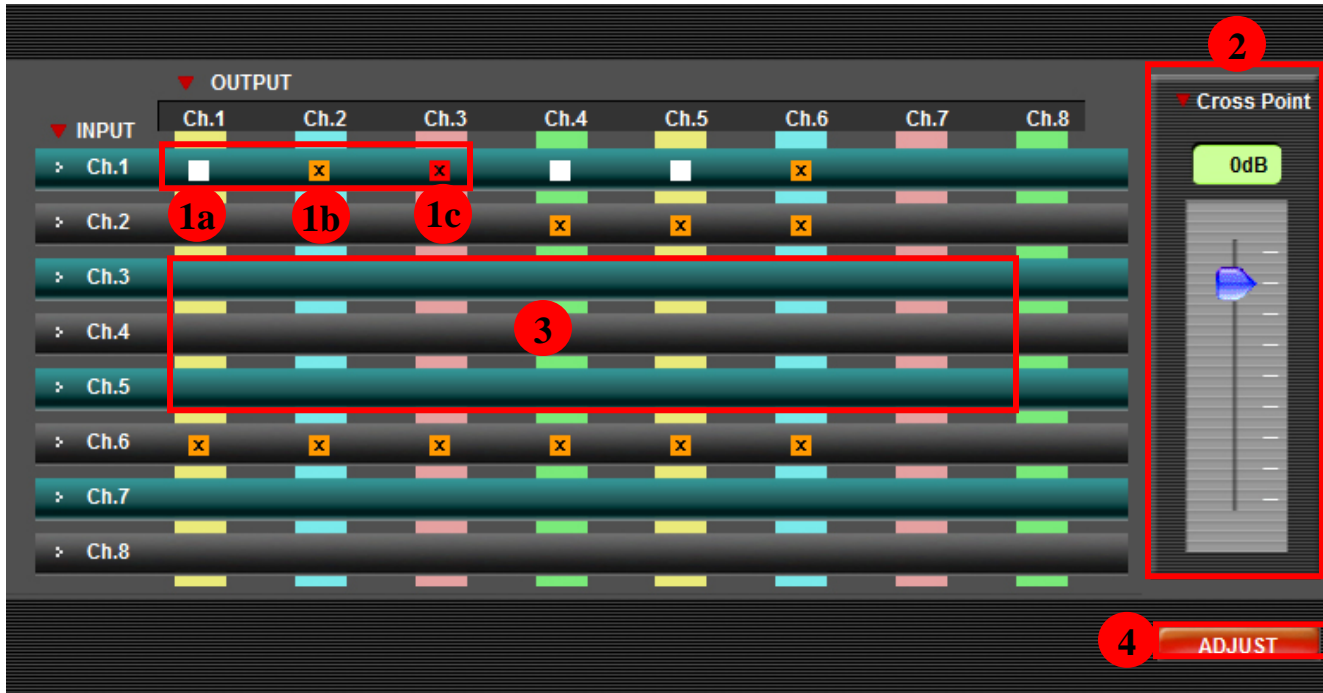 2
OUTPUT
Cross Point
INPUT
Ch.1 Ch.2 Ch.3 Ch.4 Ch.5 Ch.6 Ch.7 Ch.8
0dB
Ch.1 x x x
1a 1b 1c
Ch.2 x x x
Ch.3
Ch.4 3
Ch.5
Ch.6 x x x x x x
Ch.7
Ch.8
4 ADJUST